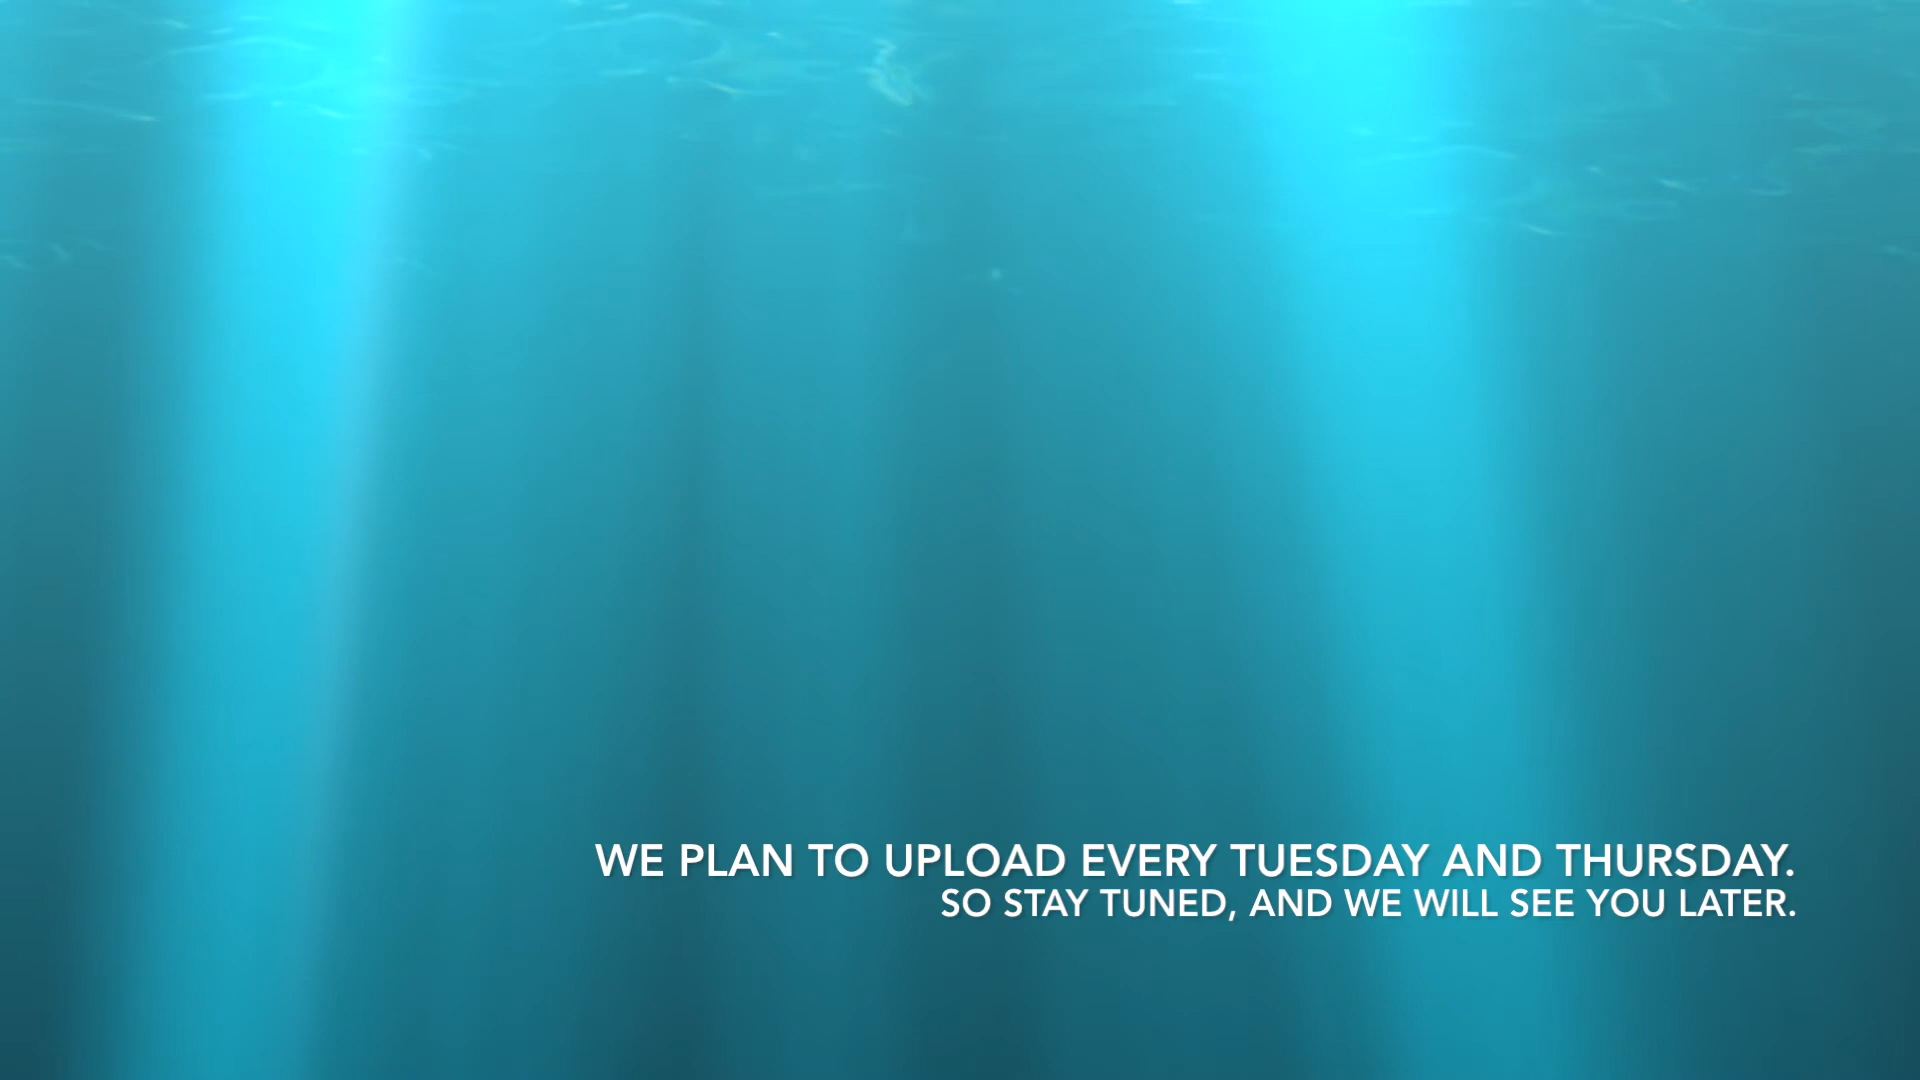 WE PLAN TO UPLOAD EVERY TUESDAY AND THURSDAY.
SO STAY TUNED, AND WE WILL SEE YOU LATER.